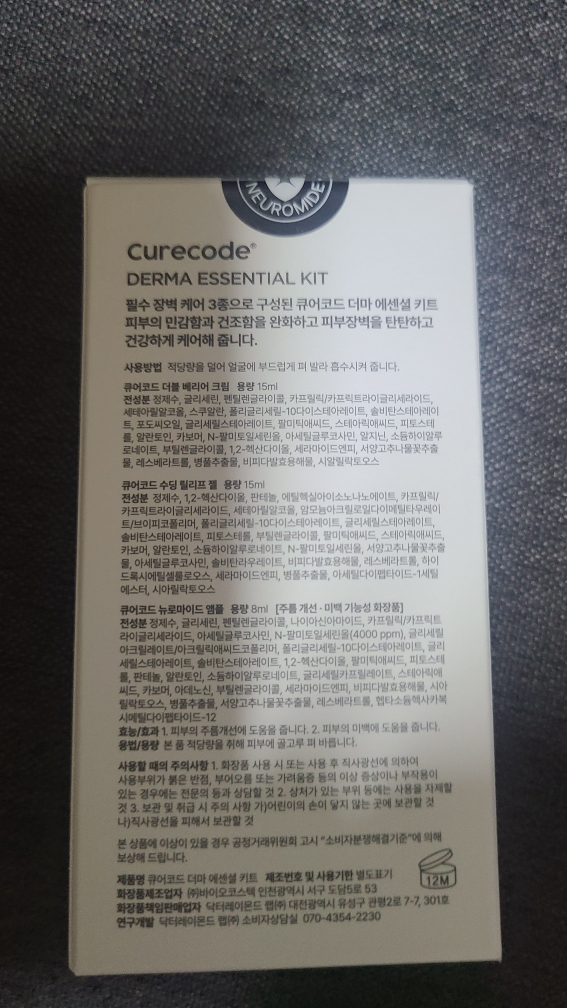 NEUROMIDE
Curecode®
DERMA ESSENTIAL KIT
필수 장벽 케어 3종으로 구성된 큐어코드 더마 에센셜 키트
피부의 민감함과 건조함을 완화하고 피부장벽을 탄탄하고
건강하게 케어해 줍니다.
사용방법 적당량을 덜어 얼굴에 부드럽게 펴 발라 흡수시켜 줍니다.
큐어코드 더블 베리어 크림 용량 15ml
전성분 정제수, 글리세린, 펜틸렌글라이콜, 카프릴릭/카프릭트라이글리세라이드,
세테아릴알코올, 스쿠알란, 폴리글리세릴-10다이스테아레이트, 솔비탄스테아레이
트, 포도씨오일, 글리세릴스테아레이트, 팔미틱애씨드, 스테아릭애씨드, 피토스테
롤, 알란토인, 카보머, N-팔미토일세린올, 아세틸글루코사민, 알지닌, 소듐하이알루
로네이트, 부틸렌글라이콜, 1,2-헥산다이올, 세라마이드엔피, 서양고추나물꽃추출
물, 레스베라트롤, 병풀추출물, 비피다발효용해물, 시알릴락토오스
큐어코드 수딩 릴리프 젤 용량 15ml
전성분 정제수, 1,2-헥산다이올, 판테놀, 에틸헥실아이소노나노에이트, 카프릴릭/
카프릭트라이글리세라이드, 세테아릴알코올, 암모늄아크릴로일다이메틸타우레이
트/브이피코폴리머, 폴리글리세릴-10다이스테아레이트, 글리세릴스테아레이트,
솔비탄스테아레이트, 피토스테롤, 부틸렌글라이콜, 팔미틱애씨드, 스테아릭애씨드,
카보머, 알란토인, 소듐하이알루로네이트, N-팔미토일세린올, 서양고추나물꽃추출
물, 아세틸글루코사민, 솔비탄라우레이트, 비피다발효용해물, 레스베라트롤, 하이
드록시에틸셀룰로오스, 세라마이드엔피, 병풀추출물, 아세틸다이펩타이드-1세틸
에스터, 시아릴락토오스
큐어코드 뉴로마이드 앰플 용량 8ml [주름 개선 · 미백 기능성 화장품]
전성분 정제수, 글리세린, 펜틸렌글라이콜, 나이아신아마이드, 카프릴릭/카프릭트
라이글리세라이드, 아세틸글루코사민, N-팔미토일세린올(4000 ppm), 글리세릴
아크릴레이트/아크릴릭애씨드코폴리머, 폴리글리세릴-10다이스테아레이트, 글리
세릴스테아레이트, 솔비탄스테아레이트, 1,2-헥산다이올, 팔미틱애씨드, 피토스테
롤, 판테놀, 알란토인, 소듐하이알루로네이트, 글리세릴카프릴레이트, 스테아릭애
씨드, 카보머, 아데노신, 부틸렌글라이콜, 세라마이드엔피, 비피다발효용해물, 시아
릴락토오스, 병풀추출물, 서양고추나물꽃추출물, 레스베라트롤, 헵타소듐헥사카복
시메틸다이펩타이드-12
효능/효과 1. 피부의 주름개선에 도움을 줍니다. 2. 피부의 미백에 도움을 줍니다.
용법/용량 본 품 적당량을 취해 피부에 골고루 펴 바릅니다.
사용할 때의 주의사항 1. 화장품 사용 시 또는 사용 후 직사광선에 의하여
사용부위가 붉은 반점, 부어오름 또는 가려움증 등의 이상 증상이나 부작용이
있는 경우에는 전문의 등과 상담할 것 2. 상처가 있는 부위 등에는 사용을 자제할
것 3. 보관 및 취급 시 주의 사항 가)어린이의 손이 닿지 않는 곳에 보관할 것
나)직사광선을 피해서 보관할 것
본 상품에 이상이 있을 경우 공정거래위원회 고시 “소비자분쟁해결기준”에 의해
보상해 드립니다.
제품명 큐어코드 더마 에센셜 키트 제조번호 및 사용기한 별도표기
화장품제조업자 ㈜바이오코스텍 인천광역시 서구 도담5로 53
화장품책임판매업자 닥터레이몬드 랩㈜ 대전광역시 유성구 관평2로 7-7, 301호
연구개발 닥터레이몬드 랩㈜ 소비자상담실 070-4354-2230
12M